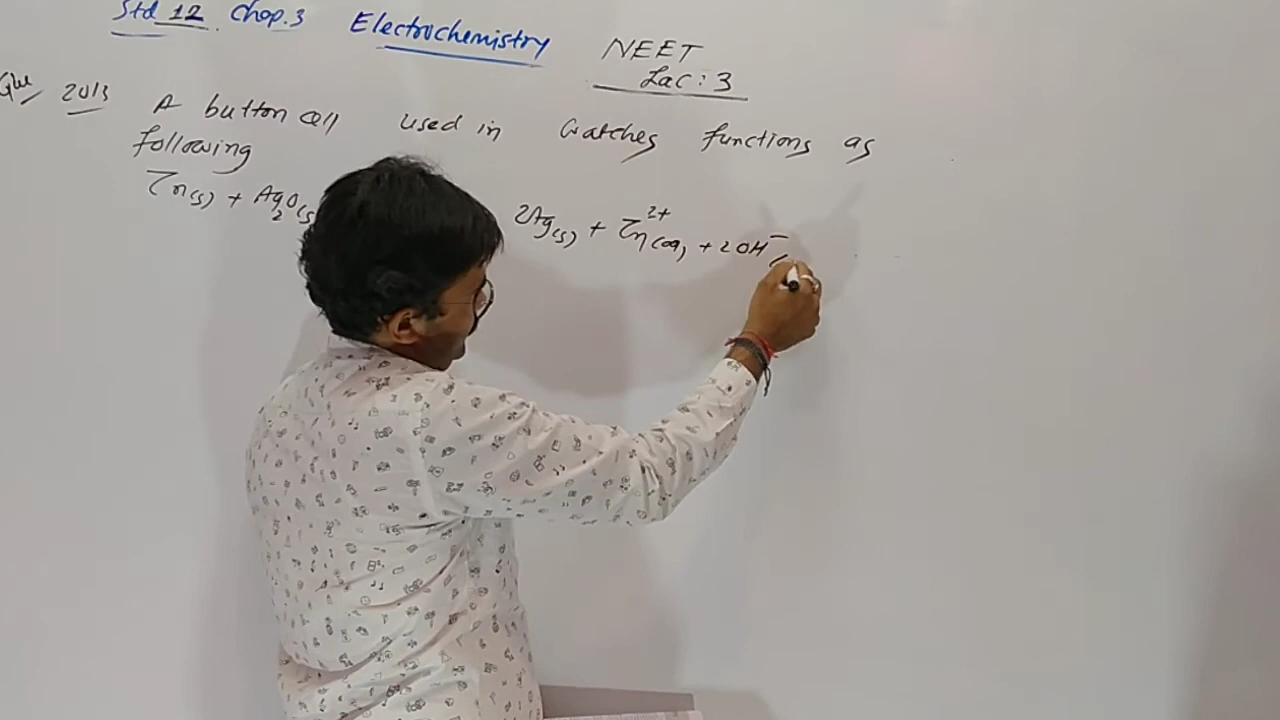 Std 12 Chap.3 Electrochemistry NEET
Lac: 3
Que 2013 A button cell used in watches functions as
following
Zn(s) + Ag2O(s 2Ag(s) + Zn2+(aq) + 2OH-(